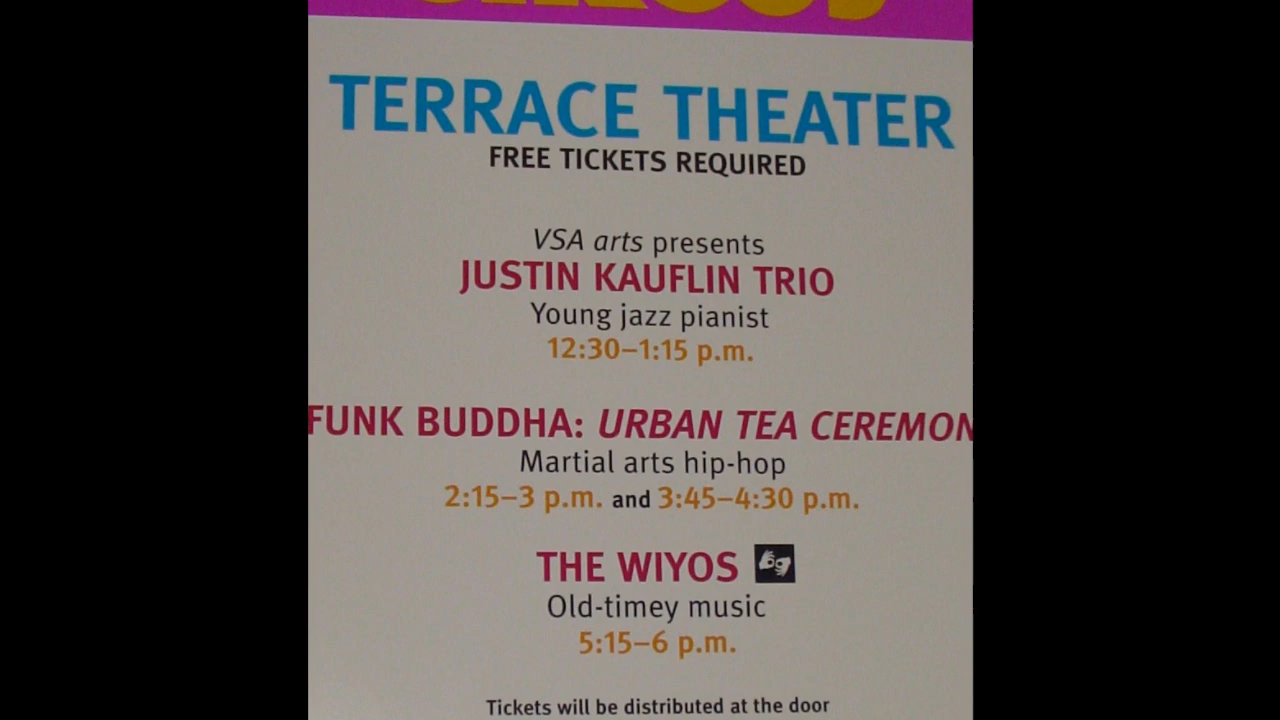 TERRACE THEATER
FREE TICKETS REQUIRED
VSA arts presents
JUSTIN KAUFLIN TRIO
Young jazz pianist
12:30–1:15 p.m.
FUNK BUDDHA: URBAN TEA CEREMON
Martial arts hip-hop
2:15–3 p.m. and 3:45–4:30 p.m.
THE WIYOS
Old-timey music
5:15–6 p.m.
Tickets will be distributed at the door